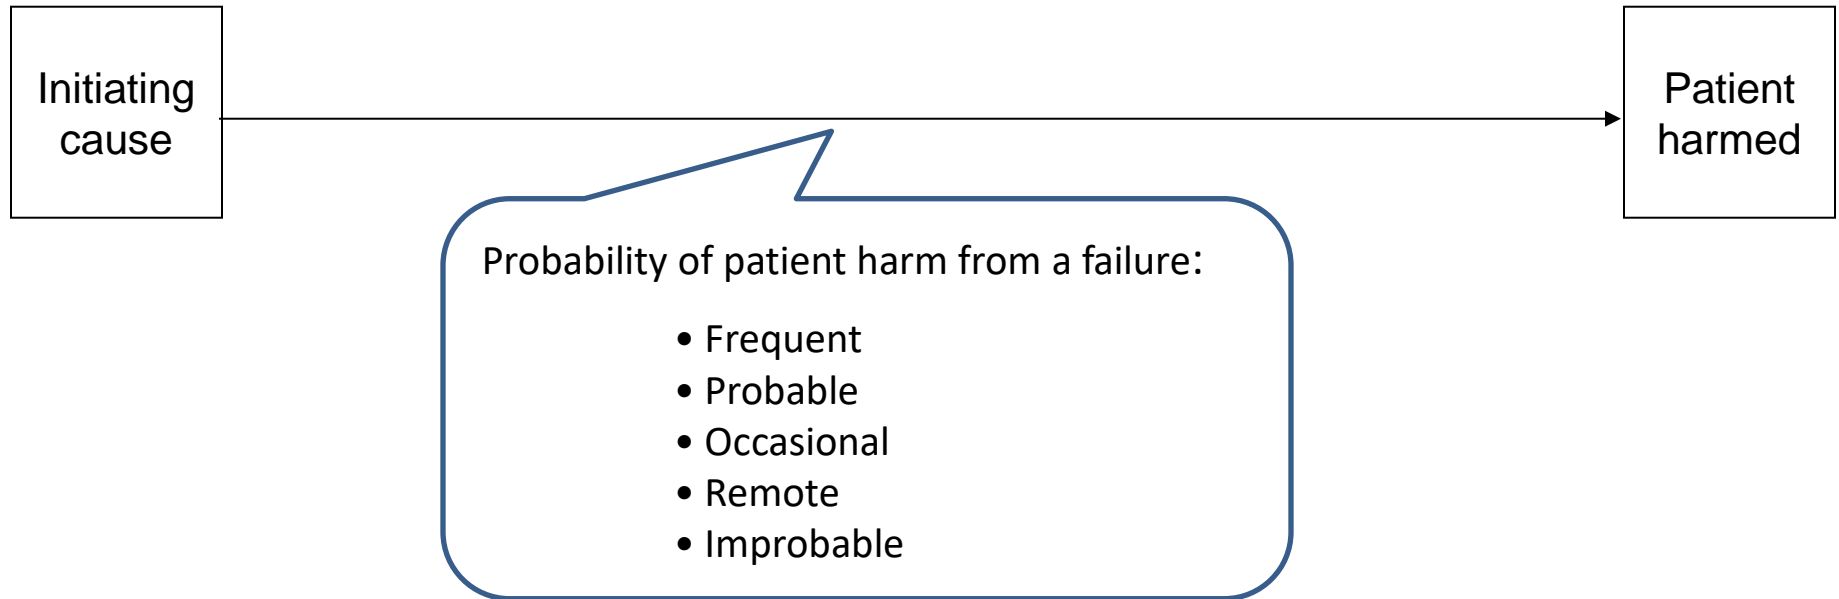 Initiating
cause
Patient
harmed
Probability of patient harm from a failure:
• Frequent
• Probable
• Occasional
• Remote
• Improbable